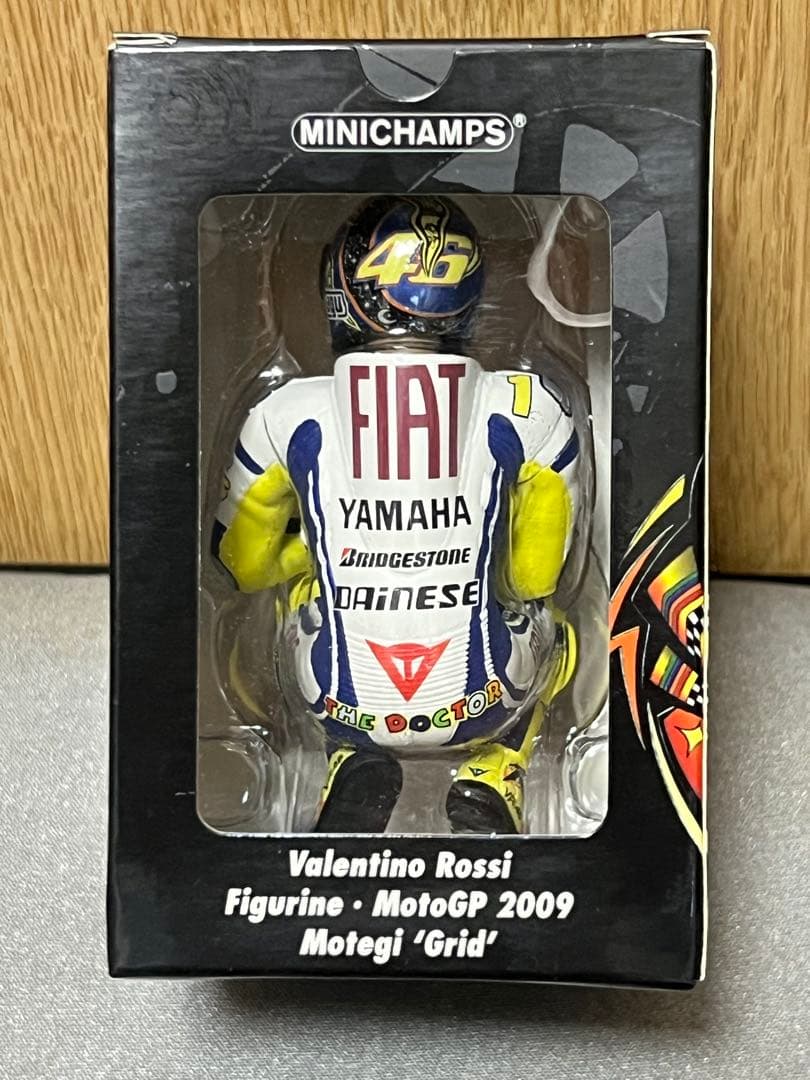 MINICHAMPS®
46
FIAT
1
YAMAHA
BRIDGESTONE
DAiNESE
THE DOCTOR
Valentino Rossi
Figurine · MotoGP 2009
Motegi ‘Grid’